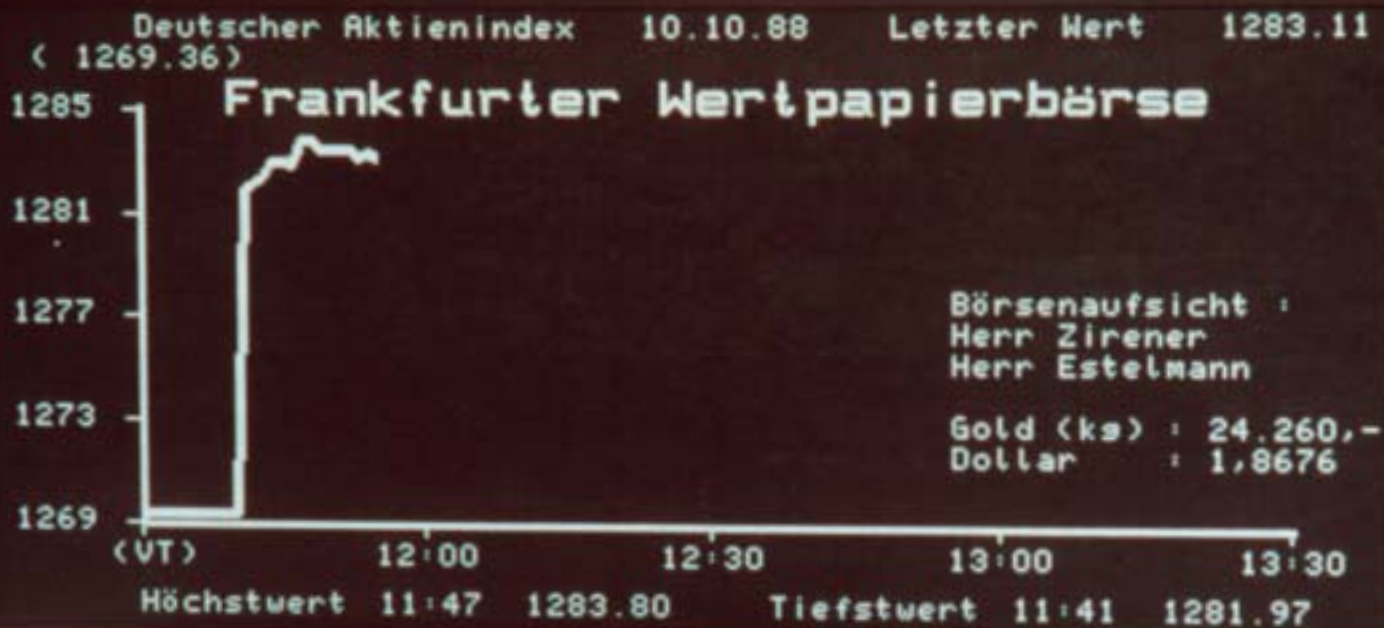 Deutscher Aktienindex 10.10.88 Letzter Wert 1283.11
( 1269.36)
Frankfurter Wertpapierbörse
1285
1281
1277
1273
1269
Börsenaufsicht :
Herr Zirener
Herr Estelmann
Gold (kg) : 24.260,-
Dollar : 1,8676
(VT) 12:00 12:30 13:00 13:30
Höchstwert 11:47 1283.80 Tiefstwert 11:41 1281.97